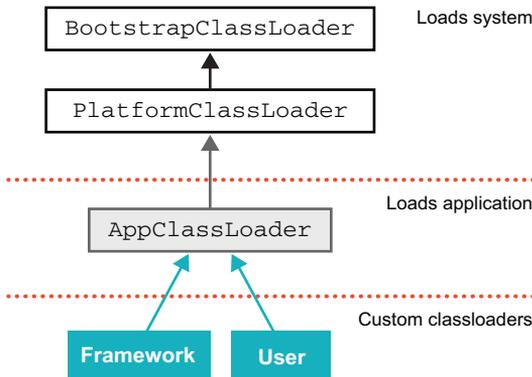 BootstrapClassLoader
Loads system
PlatformClassLoader
Loads application
AppClassLoader
Custom classloaders
Framework
User